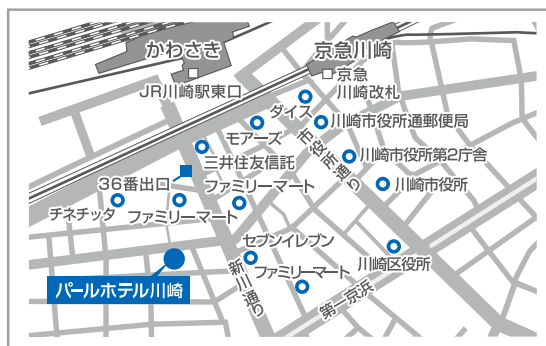 かわさき
京急川崎
JR川崎駅東口
京急
川崎改札
ダイス
モアーズ
川崎市役所通郵便局
市役所通り
三井住友信託
川崎市役所第2庁舎
36番出口
ファミリーマート
川崎市役所
チネチッタ
ファミリーマート
セブンイレブン
川崎区役所
新川通り
ファミリーマート
第一京浜
パールホテル川崎